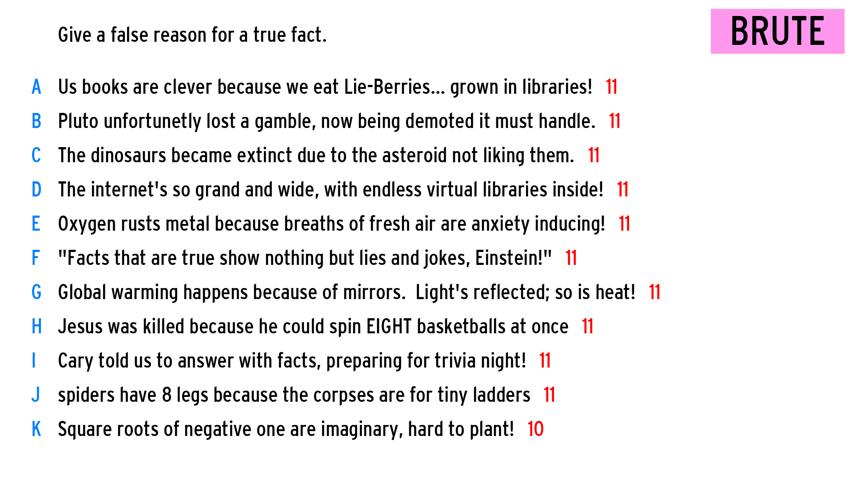 Give a false reason for a true fact.
BRUTE
A Us books are clever because we eat Lie-Berries... grown in libraries! 11
B Pluto unfortunetly lost a gamble, now being demoted it must handle. 11
C The dinosaurs became extinct due to the asteroid not liking them. 11
D The internet's so grand and wide, with endless virtual libraries inside! 11
E Oxygen rusts metal because breaths of fresh air are anxiety inducing! 11
F "Facts that are true show nothing but lies and jokes, Einstein!" 11
G Global warming happens because of mirrors. Light's reflected; so is heat! 11
H Jesus was killed because he could spin EIGHT basketballs at once 11
I Cary told us to answer with facts, preparing for trivia night! 11
J spiders have 8 legs because the corpses are for tiny ladders 11
K Square roots of negative one are imaginary, hard to plant! 10